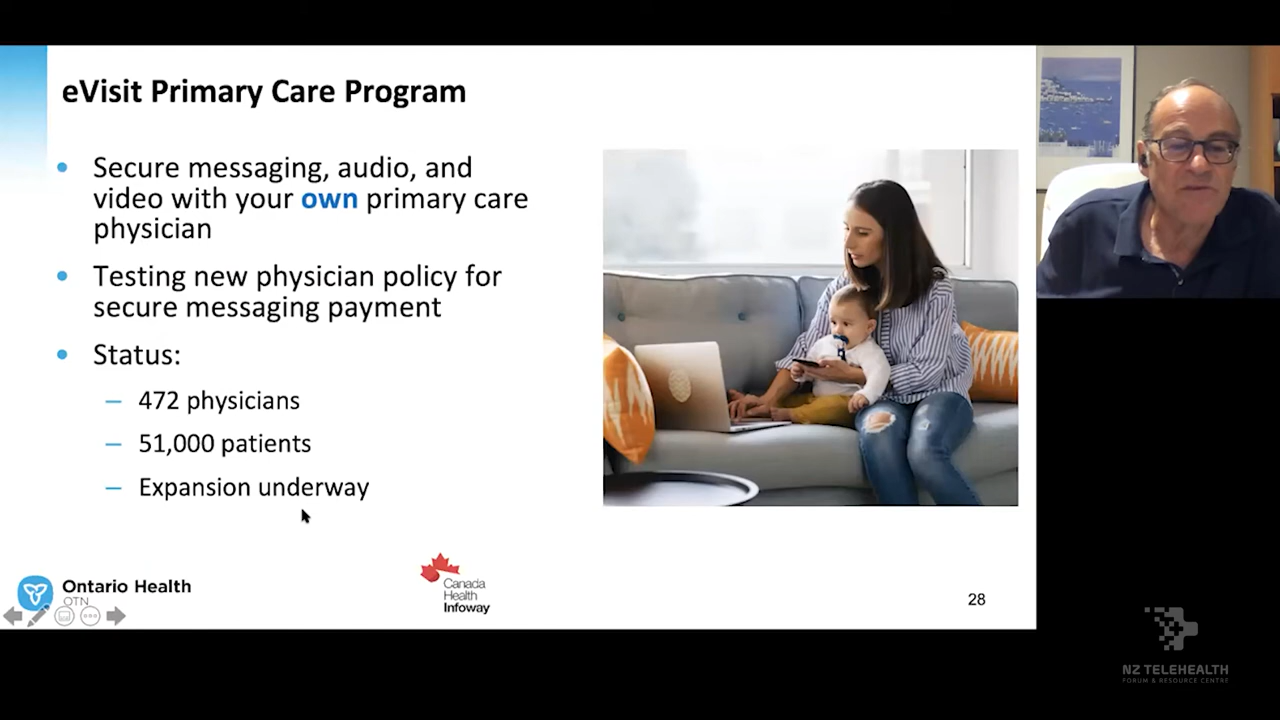 eVisit Primary Care Program
• Secure messaging, audio, and
video with your own primary care
physician
• Testing new physician policy for
secure messaging payment
• Status:
– 472 physicians
– 51,000 patients
– Expansion underway
Ontario Health
OTN
Canada
Health
Infoway
28
NZ TELEHEALTH
FORUM & RESOURCE CENTRE